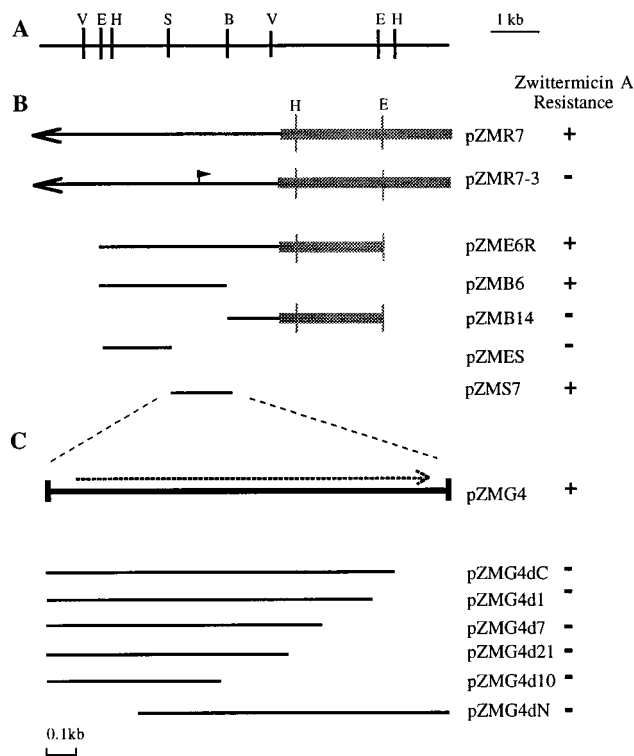 A
V E H S B V E H
1 kb
Zwittermicin A
Resistance
B
H E
pZMR7 +
pZMR7-3 -
pZME6R +
pZMB6 +
pZMB14 -
pZMES -
pZMS7 +
C
pZMG4 +
pZMG4dC -
pZMG4d1 -
pZMG4d7 -
pZMG4d21 -
pZMG4d10 -
pZMG4dN -
0.1kb